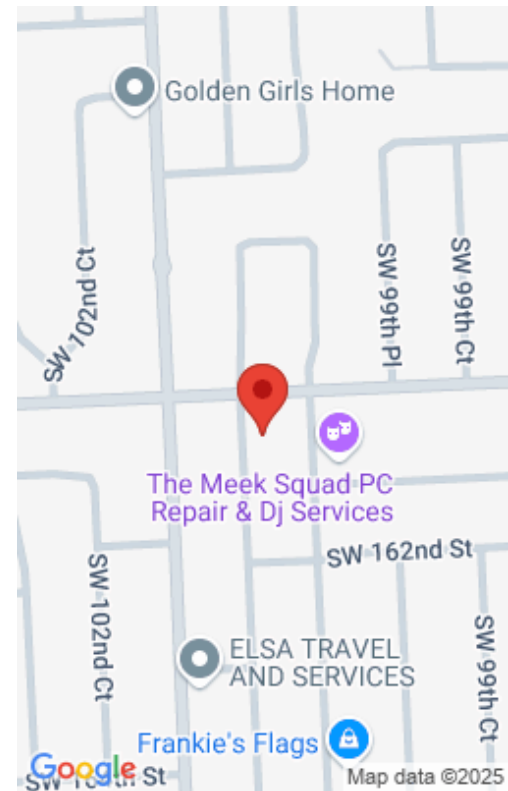 Golden Girls Home
SW 102nd Ct
SW 99th Pl
SW 99th Ct
The Meek Squad PC
Repair & Dj Services
SW 162nd St
SW 102nd Ct
SW 99th Ct
ELSA TRAVEL
AND SERVICES
Frankie's Flags
Google
SW
St
Map data ©2025